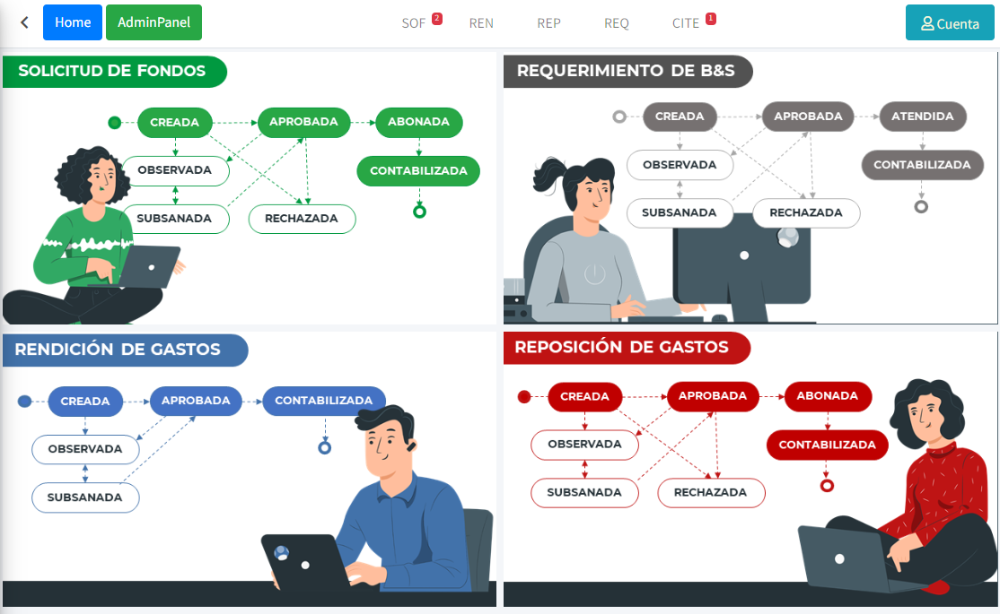 Home
AdminPanel
SOF 2
REN
REP
REQ
CITE 1
Cuenta
SOLICITUD DE FONDOS
CREADA
APROBADA
ABONADA
OBSERVADA
CONTABILIZADA
SUBSANADA
RECHAZADA
REQUERIMIENTO DE B&S
CREADA
APROBADA
ATENDIDA
OBSERVADA
CONTABILIZADA
SUBSANADA
RECHAZADA
RENDICIÓN DE GASTOS
CREADA
APROBADA
CONTABILIZADA
OBSERVADA
SUBSANADA
REPOSICIÓN DE GASTOS
CREADA
APROBADA
ABONADA
OBSERVADA
CONTABILIZADA
SUBSANADA
RECHAZADA